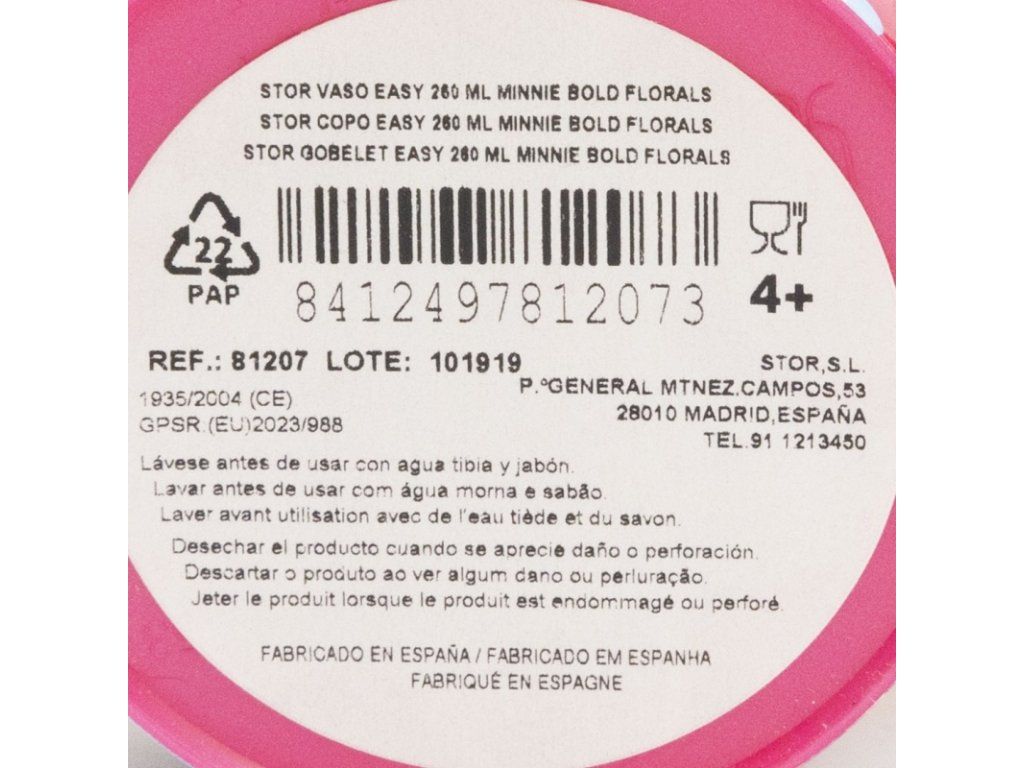 STOR VASO EASY 260 ML MINNIE BOLD FLORALS
STOR COPO EASY 260 ML MINNIE BOLD FLORALS
STOR GOBELET EASY 260 ML MINNIE BOLD FLORALS
22
PAP
8412497812073
4+
REF.: 81207 LOTE: 101919
1935/2004 (CE)
GPSR.(EU)2023/988
STOR,S.L.
P.ºGENERAL MTNEZ.CAMPOS,53
28010 MADRID,ESPAÑA
TEL.91 1213450
Lávese antes de usar con agua tibia y jabón.
Lavar antes de usar com água morna e sabão.
Laver avant utilisation avec de l'eau tiède et du savon.
Desechar el producto cuando se aprecie daño o perforación.
Descartar o produto ao ver algum dano ou perfuração.
Jeter le produit lorsque le produit est endommagé ou perforé.
FABRICADO EN ESPAÑA / FABRICADO EM ESPANHA
FABRIQUÉ EN ESPAGNE